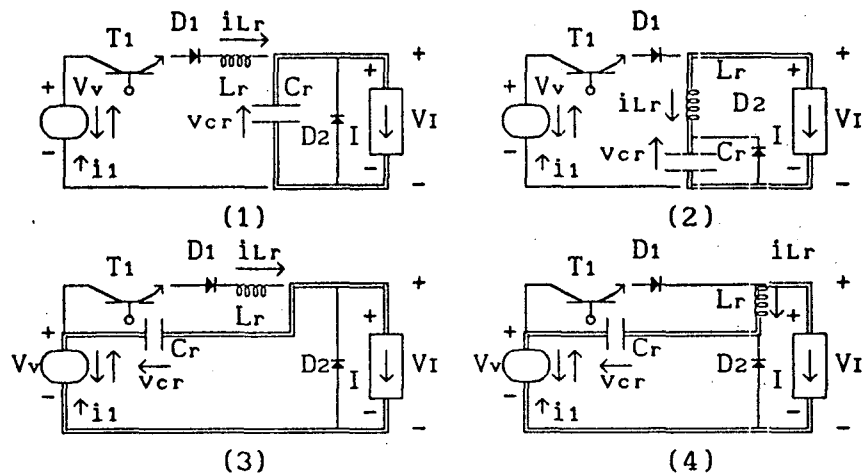 D1 iLr
T1
+ Vv Lr Cr + +
vcr D2 I VI
- i1 - -
(1)
D1
T1 +
Lr +
+ Vv iLr D2 VI
vcr Cr I
- i1 - -
(2)
D1 iLr
T1
+ Lr + +
Vv Cr D2 I VI
vcr
- i1 - -
(3)
D1 iLr
T1
+ Lr + +
Vv Cr D2 I VI
vcr
- i1 - -
(4)